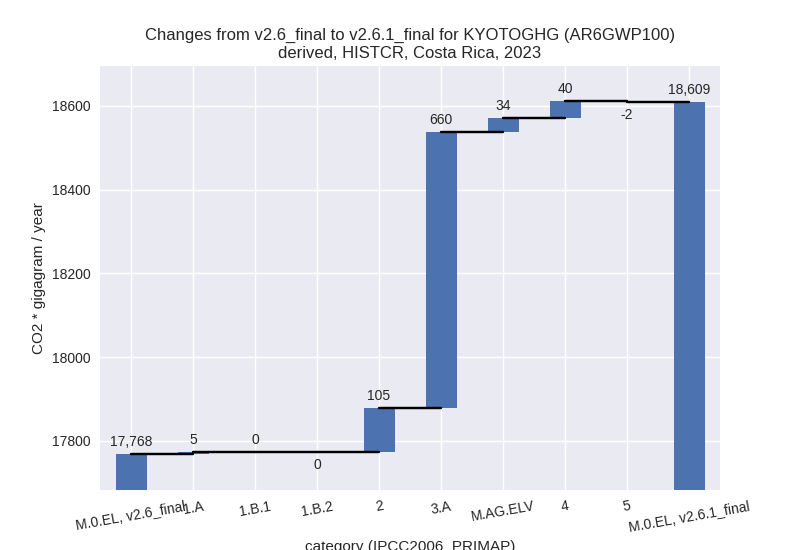 Changes from v2.6_final to v2.6.1_final for KYOTOGHG (AR6GWP100)
derived, HISTCR, Costa Rica, 2023
CO2 * gigagram / year
18600
18400
18200
18000
17800
17,768
5
0
0
105
660
34
40
-2
18,609
M.0.EL, v2.6_final
1.A
1.B.1
1.B.2
2
3.A
M.AG.ELV
4
5
M.0.EL, v2.6.1_final
category (IPCC2006_PRIMAP)